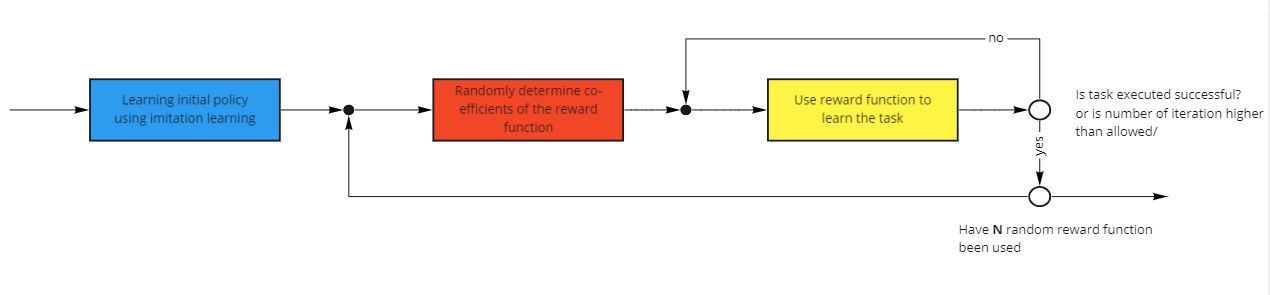 no
Learning initial policy
using imitation learning
Randomly determine co-
efficients of the reward
function
Use reward function to
learn the task
Is task executed successful?
or is number of iteration higher
than allowed/
yes
Have N random reward function
been used